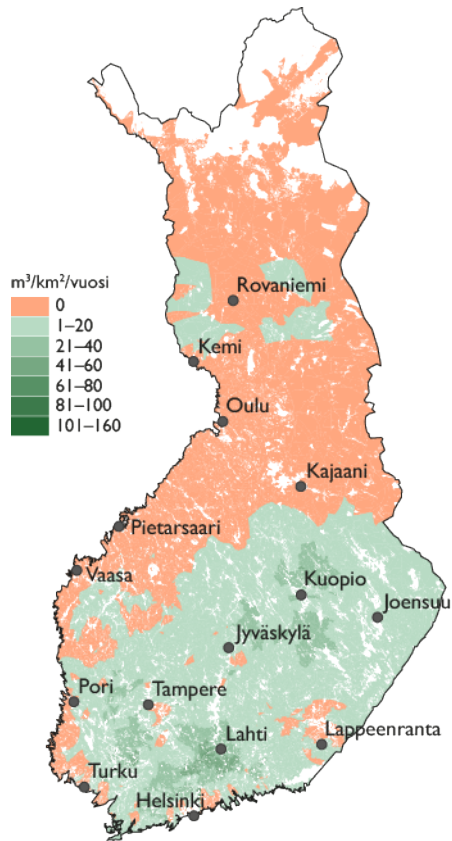 m³/km²/vuosi
0
1–20
21–40
41–60
61–80
81–100
101–160
Rovaniemi
Kemi
Oulu
Kajaani
Pietarsaari
Vaasa
Kuopio
Joensuu
Jyväskylä
Pori
Tampere
Lahti
Lappeenranta
Turku
Helsinki